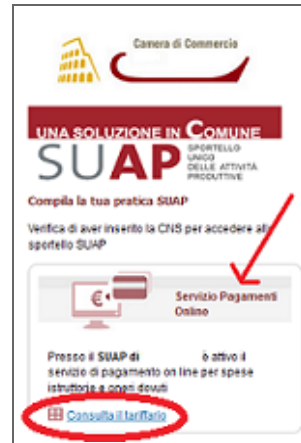 Camera di Commercio
UNA SOLUZIONE IN COMUNE
SUAP SPORTELLO
UNICO
DELLE ATTIVITÀ
PRODUTTIVE
Compila la tua pratica SUAP
Verifica di aver inserito la CNS per accedere allo
sportello SUAP
€
Servizio Pagamenti
Online
Presso il SUAP di è attivo il
servizio di pagamento on line per spese
istruttorie e oneri dovuti
Consulta il tariffario